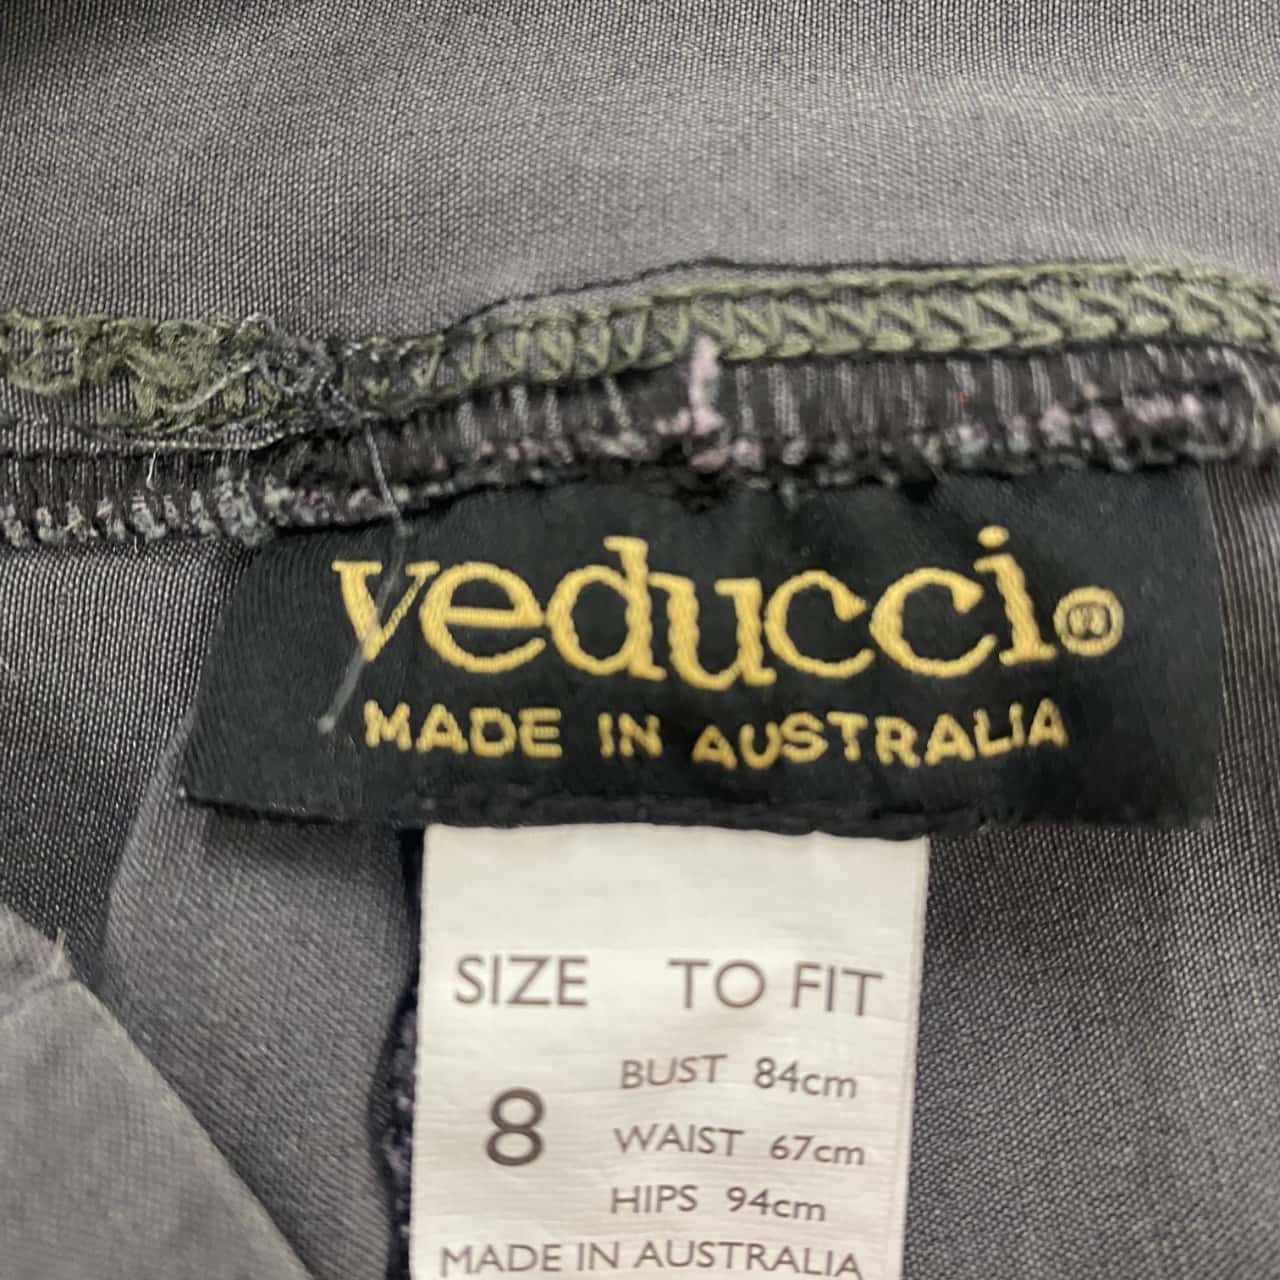 veducci®
MADE IN AUSTRALIA
SIZE TO FIT
BUST 84cm
8 WAIST 67cm
HIPS 94cm
MADE IN AUSTRALIA